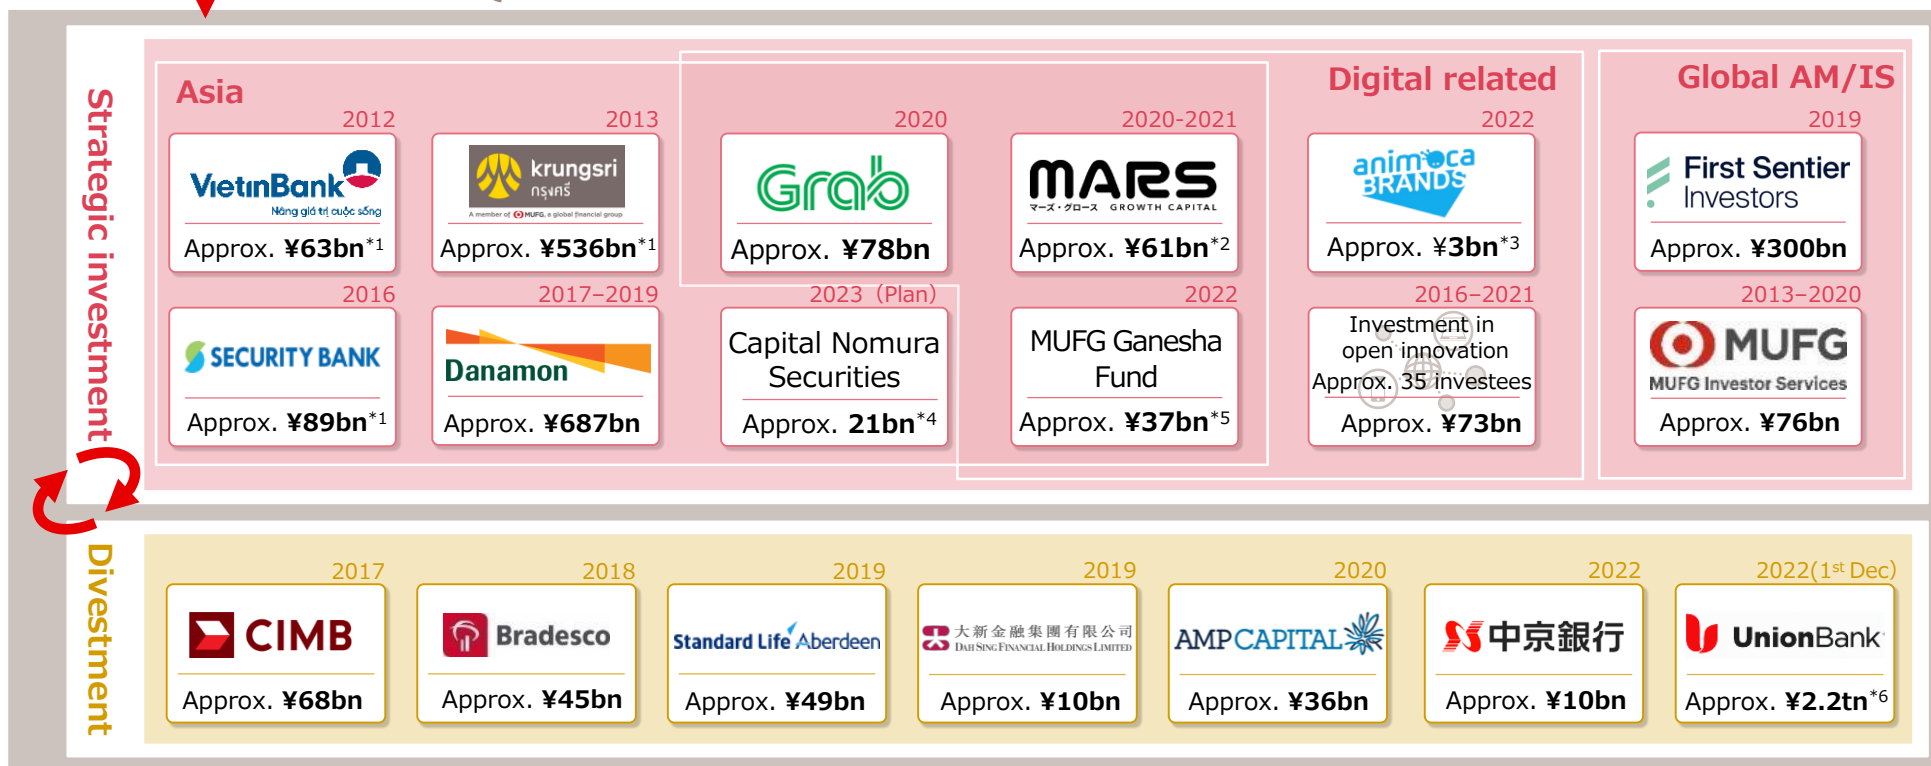 Strategic investment
Asia
Digital related
Global AM/IS
2012
VietinBank
Nâng giá trị cuộc sống
Approx. ¥63bn*1
2013
krungsri
กรุงศรี
A member of MUFG, a global financial group
Approx. ¥536bn*1
2020
Grab
Approx. ¥78bn
2020-2021
MARS
マーズ・グロース GROWTH CAPITAL
Approx. ¥61bn*2
2022
animoca
BRANDS
Approx. ¥3bn*3
2019
First Sentier
Investors
Approx. ¥300bn
2016
SECURITY BANK
Approx. ¥89bn*1
2017–2019
Danamon
Approx. ¥687bn
2023（Plan）
Capital Nomura
Securities
Approx. 21bn*4
2022
MUFG Ganesha
Fund
Approx. ¥37bn*5
2016–2021
Investment in
open innovation
Approx. 35 investees
Approx. ¥73bn
2013–2020
MUFG
MUFG Investor Services
Approx. ¥76bn
Divestment
2017
CIMB
Approx. ¥68bn
2018
Bradesco
Approx. ¥45bn
2019
Standard Life Aberdeen
Approx. ¥49bn
2019
大新金融集團有限公司
DAH SING FINANCIAL HOLDINGS LIMITED
Approx. ¥10bn
2020
AMP CAPITAL
Approx. ¥36bn
2022
中京銀行
Approx. ¥10bn
2022(1st Dec)
UnionBank
Approx. ¥2.2tn*6